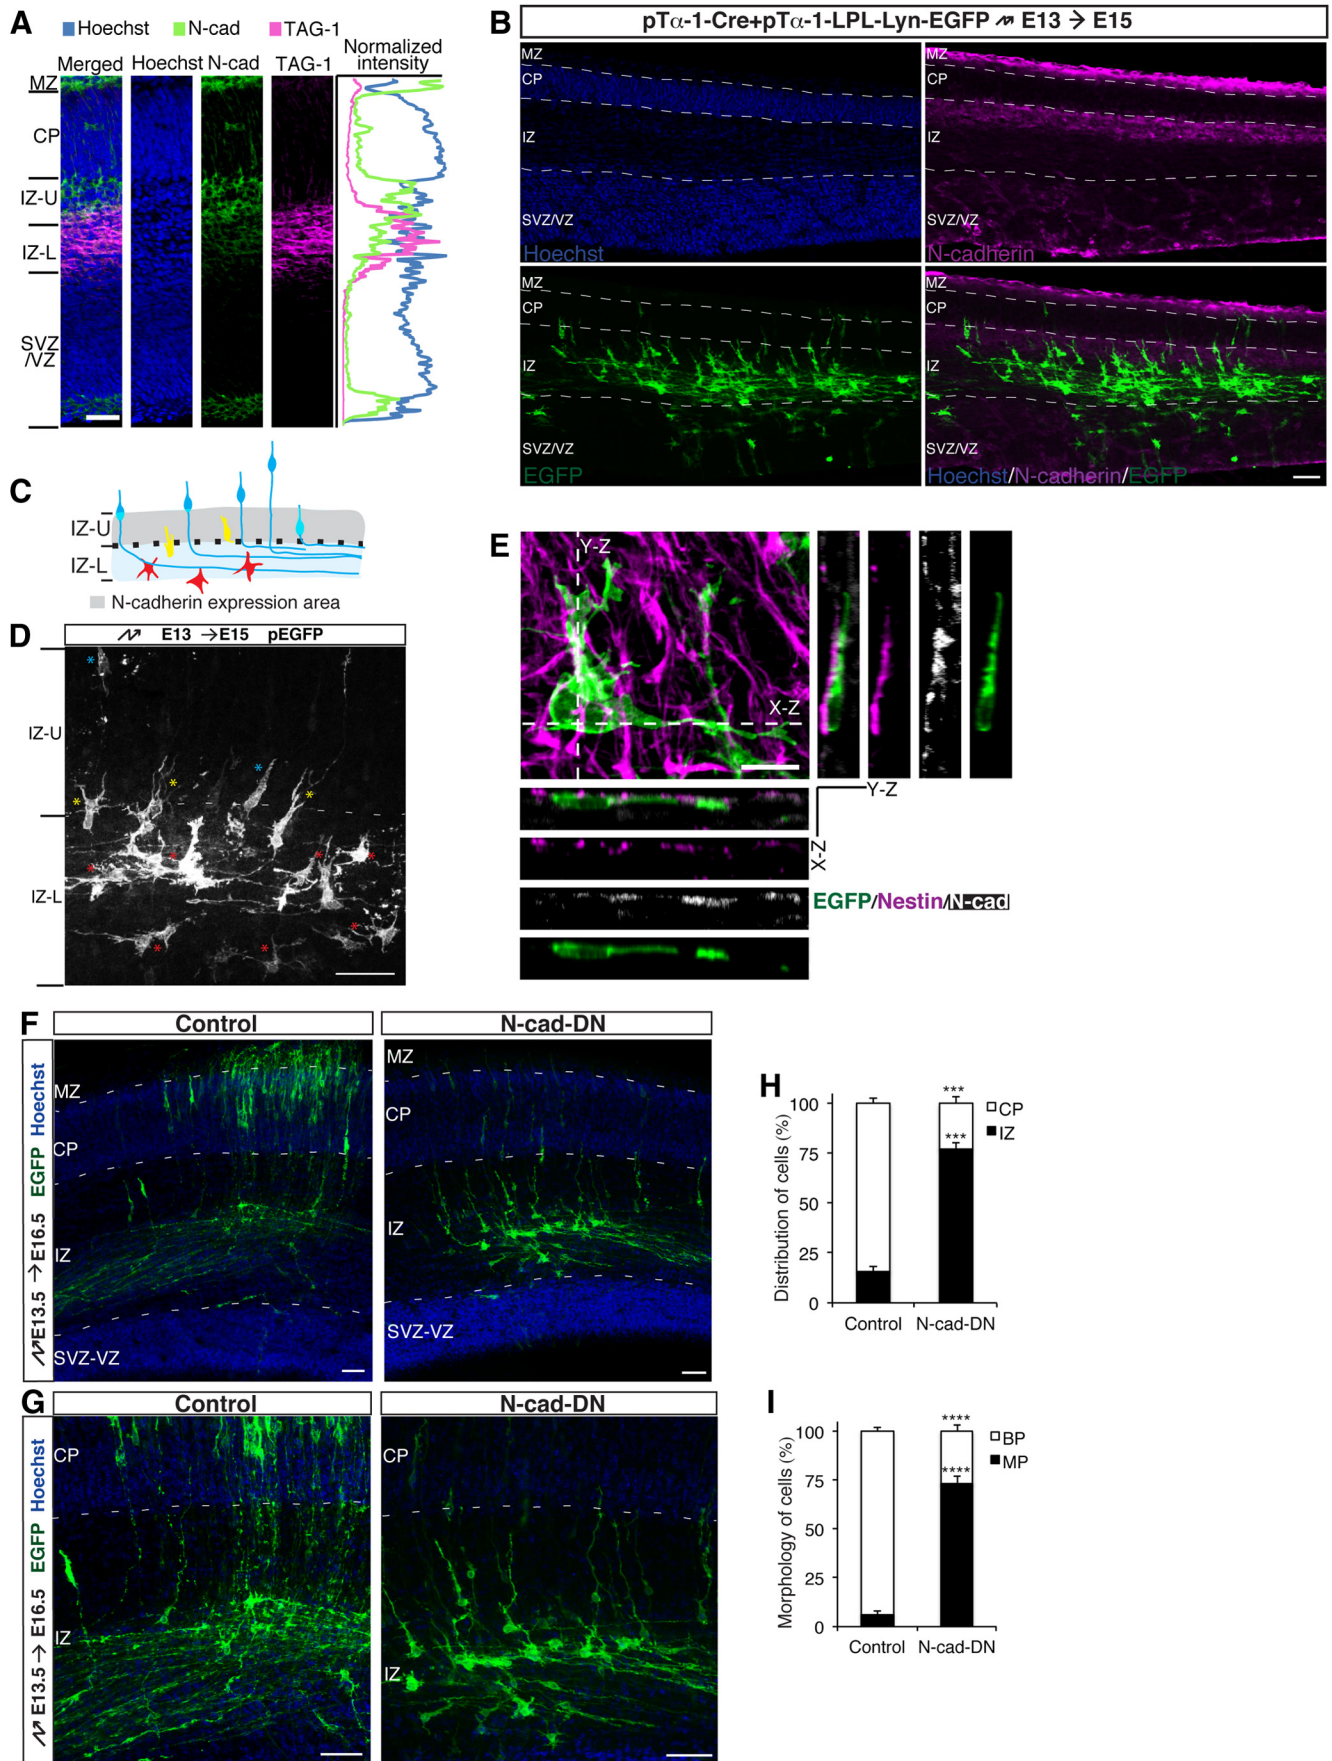 A
Hoechst N-cad TAG-1
Normalized
intensity
Merged Hoechst N-cad TAG-1
MZ
CP
IZ-U
IZ-L
SVZ
/VZ
B
pTα-1-Cre+pTα-1-LPL-Lyn-EGFP E13 → E15
MZ
CP
IZ
SVZ/VZ
Hoechst
MZ
CP
IZ
SVZ/VZ
N-cadherin
MZ
CP
IZ
SVZ/VZ
EGFP
MZ
CP
IZ
SVZ/VZ
Hoechst/N-cadherin/EGFP
C
IZ-U
IZ-L
N-cadherin expression area
D
E13 →E15 pEGFP
IZ-U
IZ-L
* * * * * * * * * * * *
E
Y-Z
X-Z
Y-Z
X-Z
EGFP/Nestin/N-cad
F
Control
N-cad-DN
E13.5 → E16.5 EGFP Hoechst
MZ
CP
IZ
SVZ-VZ
MZ
CP
IZ
SVZ-VZ
G
Control
N-cad-DN
E13.5 → E16.5 EGFP Hoechst
CP
IZ
CP
IZ
H
Distribution of cells (%)
100
75
50
25
0
***
***
CP
IZ
Control N-cad-DN
I
Morphology of cells (%)
100
75
50
25
0
****
****
BP
MP
Control N-cad-DN